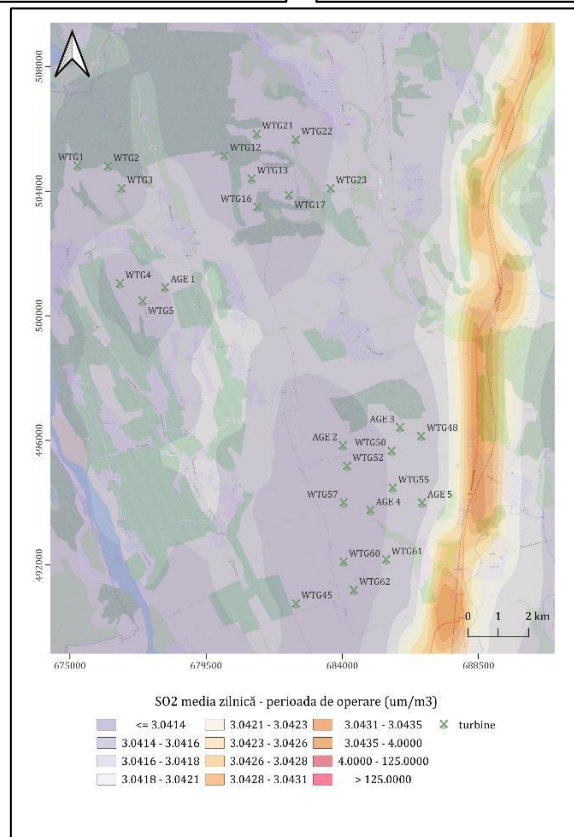 508000
504000
500000
496000
492000
WTG21
WTG22
WTG12
WTG1
WTG2
WTG13
WTG3
WTG23
WTG16
WTG17
WTG4
AGE 1
WTG5
AGE 3
WTG48
AGE 2
WTG50
WTG52
WTG55
WTG57
AGE 4
AGE 5
WTG60
WTG61
WTG62
WTG45
0 1 2 km
675000 679500 684000 688500
SO2 media zilnică - perioada de operare (um/m3)
<= 3.0414 3.0421 - 3.0423 3.0431 - 3.0435 turbine
3.0414 - 3.0416 3.0423 - 3.0426 3.0435 - 4.0000
3.0416 - 3.0418 3.0426 - 3.0428 4.0000 - 125.0000
3.0418 - 3.0421 3.0428 - 3.0431 > 125.0000